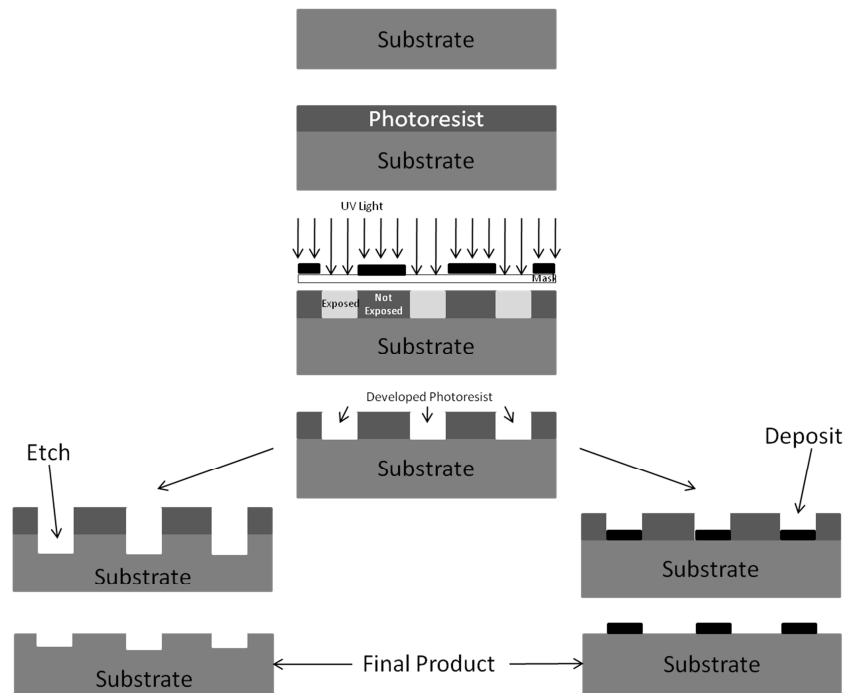 Substrate
Photoresist
Substrate
UV Light
Mask
Exposed
Not
Exposed
Substrate
Developed Photoresist
Substrate
Etch
Deposit
Substrate
Substrate
Substrate
Final Product
Substrate